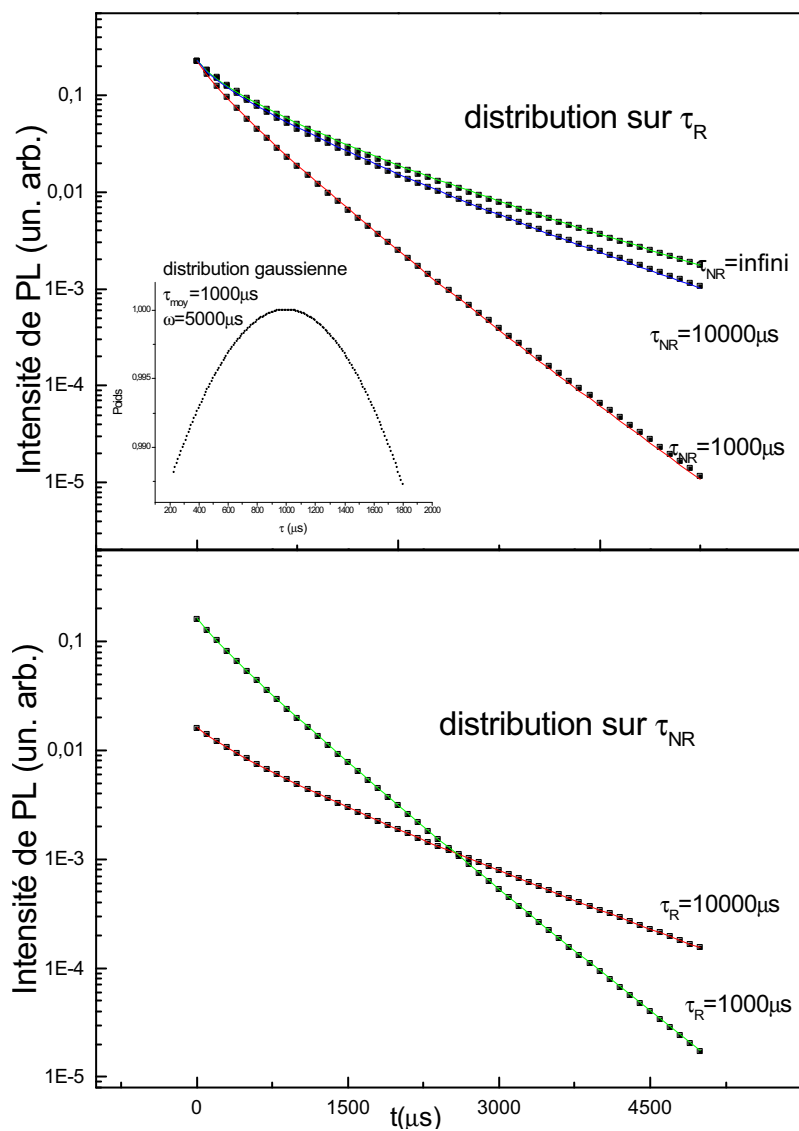 Intensité de PL (un. arb.)
0,1
0,01
1E-3
1E-4
1E-5
distribution sur τR
τNR=infini
τNR=10000μs
τNR=1000μs
distribution gaussienne
τmoy=1000μs
ω=5000μs
Poids
1,000
0,995
0,990
200 400 600 800 1000 1200 1400 1600 1800 2000
τ (μs)
Intensité de PL (un. arb.)
0,1
0,01
1E-3
1E-4
1E-5
distribution sur τNR
τR=10000μs
τR=1000μs
0 1500 3000 4500
t(μs)